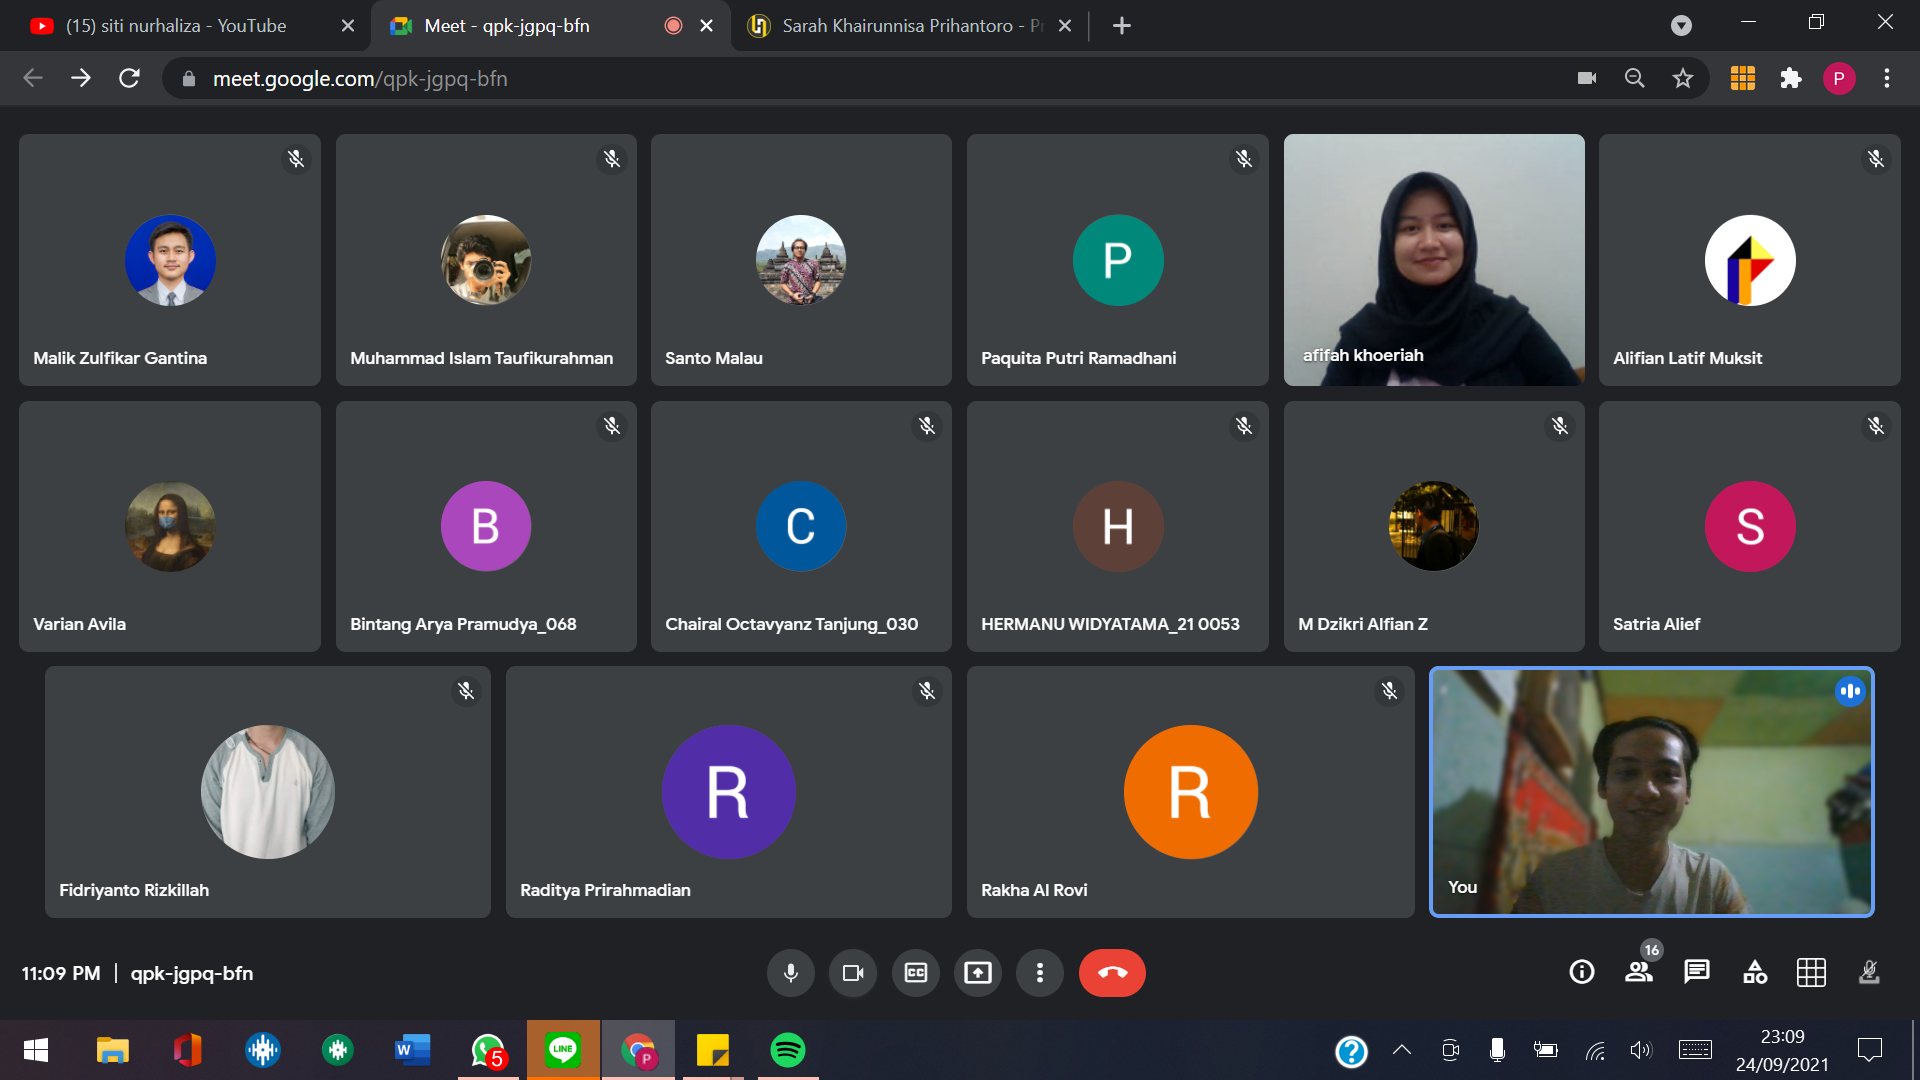 (15) siti nurhaliza - YouTube
Meet - qpk-jgpq-bfn
Sarah Khairunnisa Prihantoro - Pr
meet.google.com/qpk-jgpq-bfn
P
Malik Zulfikar Gantina
Muhammad Islam Taufikurahman
Santo Malau
P
Paquita Putri Ramadhani
afifah khoeriah
Alifian Latif Muksit
Varian Avila
B
Bintang Arya Pramudya_068
C
Chairal Octavyanz Tanjung_030
H
HERMANU WIDYATAMA_21 0053
M Dzikri Alfian Z
S
Satria Alief
Fidriyanto Rizkillah
R
Raditya Prirahmadian
R
Rakha Al Rovi
You
11:09 PM | qpk-jgpq-bfn
CC
16
W
5
LINE
P
?
23:09
24/09/2021